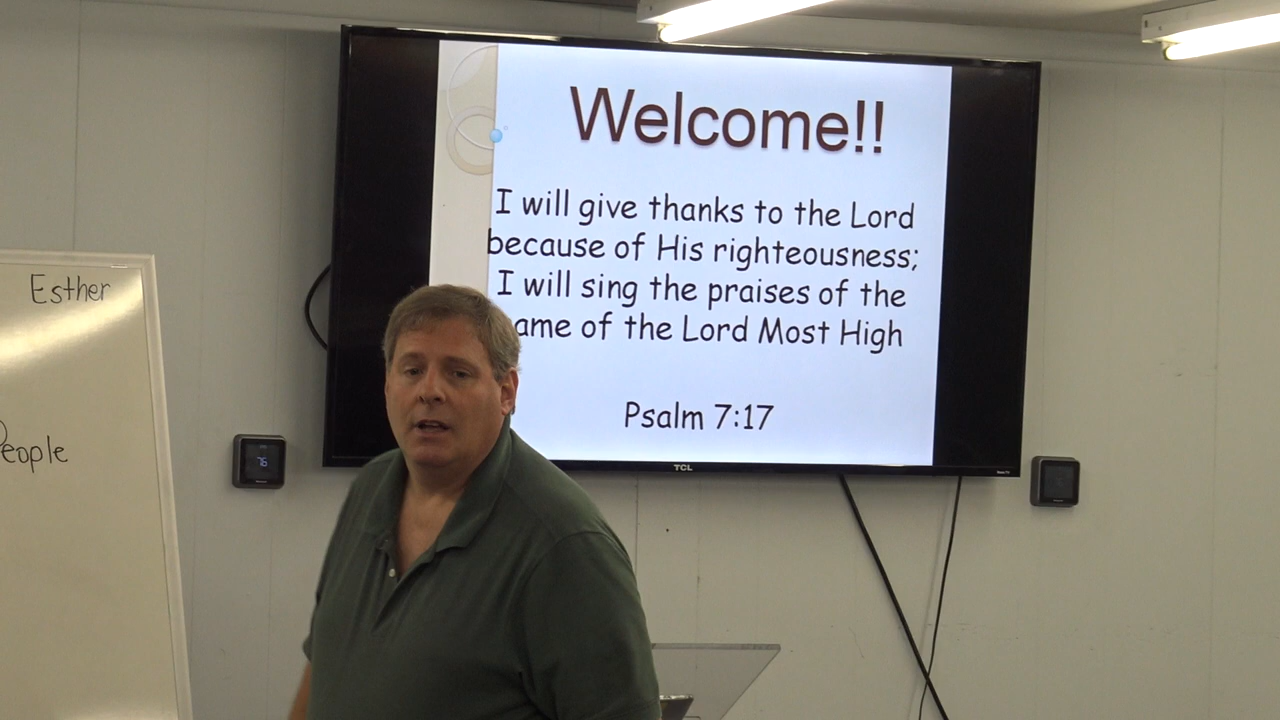 Welcome!!
I will give thanks to the Lord
because of His righteousness;
I will sing the praises of the
ame of the Lord Most High
Psalm 7:17
Esther
People
76
TCL